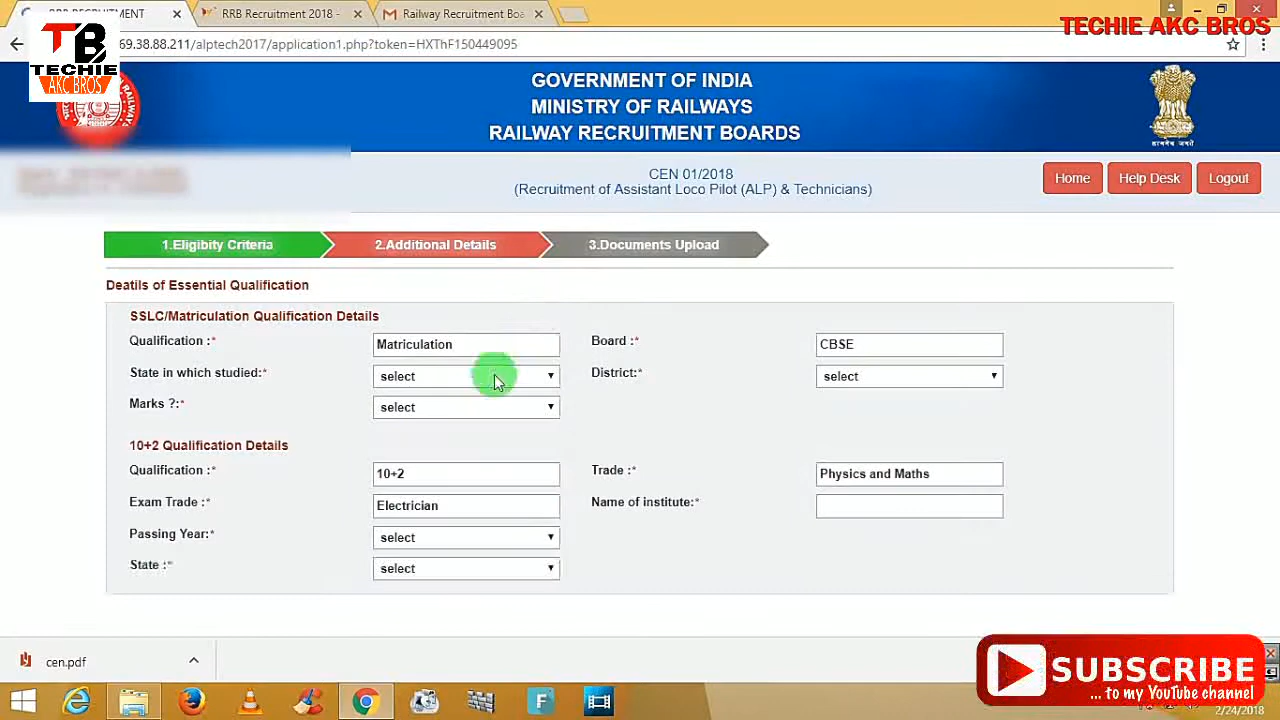 RRB Recruitment 2018 -
Railway Recruitment Boa
TECHIE AKC BROS
69.38.88.211/alptech2017/application1.php?token=HXThF150449095
TB
TECHIE
AKC BROS
GOVERNMENT OF INDIA
MINISTRY OF RAILWAYS
RAILWAY RECRUITMENT BOARDS
CEN 01/2018
(Recruitment of Assistant Loco Pilot (ALP) & Technicians)
Home Help Desk Logout
1.Eligibity Criteria 2.Additional Details 3.Documents Upload
Deatils of Essential Qualification
SSLC/Matriculation Qualification Details
Qualification :* Matriculation Board :* CBSE
State in which studied:* select District:* select
Marks ?:* select
10+2 Qualification Details
Qualification :* 10+2 Trade :* Physics and Maths
Exam Trade :* Electrician Name of institute:*
Passing Year:* select
State :* select
cen.pdf
SUBSCRIBE
... to my YouTube channel
2/24/2018